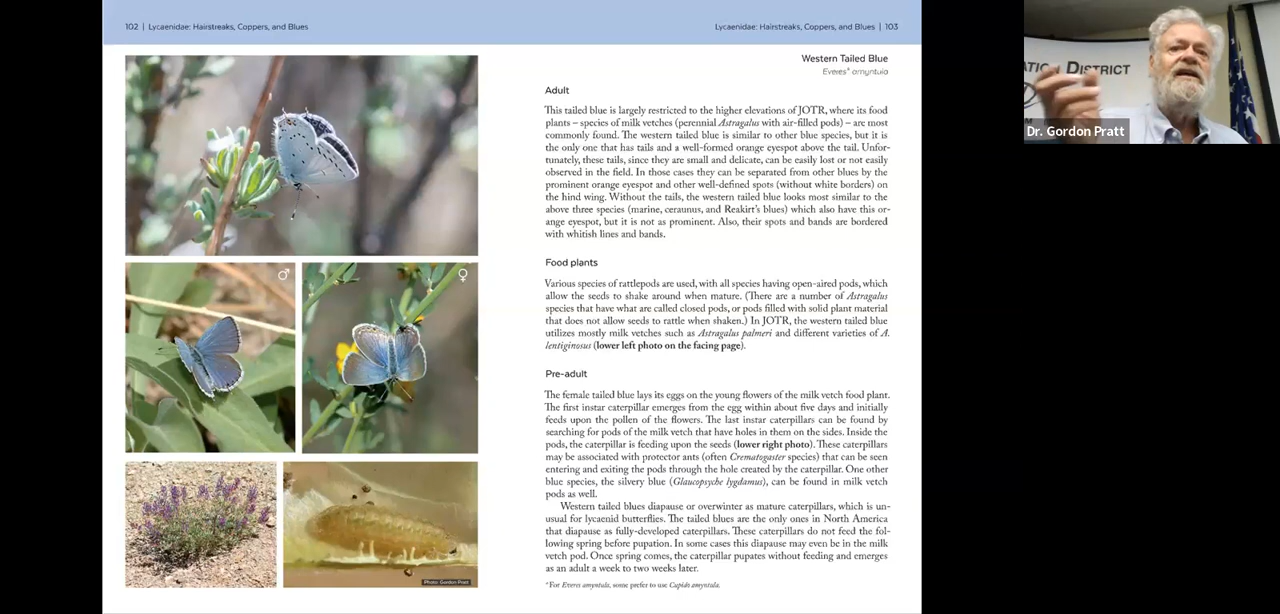 102 | Lycaenidae: Hairstreaks, Coppers, and Blues
Lycaenidae: Hairstreaks, Coppers, and Blues | 103
♂
♀
Photo: Gordon Pratt
Western Tailed Blue
Everes* amyntula
Adult
This tailed blue is largely restricted to the higher elevations of JOTR, where its food
plants – species of milk vetches (perennial Astragalus with air-filled pods) – are most
commonly found. The western tailed blue is similar to other blue species, but it is
the only one that has tails and a well-formed orange eyespot above the tail. Unfor-
tunately, these tails, since they are small and delicate, can be easily lost or not easily
observed in the field. In those cases they can be separated from other blues by the
prominent orange eyespot and other well-defined spots (without white borders) on
the hind wing. Without the tails, the western tailed blue looks most similar to the
above three species (marine, ceraunus, and Reakirt's blues) which also have this or-
ange eyespot, but it is not as prominent. Also, their spots and bands are bordered
with whitish lines and bands.
Food plants
Various species of rattlepods are used, with all species having open-aired pods, which
allow the seeds to shake around when mature. (There are a number of Astragalus
species that have what are called closed pods, or pods filled with solid plant material
that does not allow seeds to rattle when shaken.) In JOTR, the western tailed blue
utilizes mostly milk vetches such as Astragalus palmeri and different varieties of A.
lentiginosus (lower left photo on the facing page).
Pre-adult
The female tailed blue lays its eggs on the young flowers of the milk vetch food plant.
The first instar caterpillar emerges from the egg within about five days and initially
feeds upon the pollen of the flowers. The last instar caterpillars can be found by
searching for pods of the milk vetch that have holes in them on the sides. Inside the
pods, the caterpillar is feeding upon the seeds (lower right photo). These caterpillars
may be associated with protector ants (often Crematogaster species) that can be seen
entering and exiting the pods through the hole created by the caterpillar. One other
blue species, the silvery blue (Glaucopsyche lygdamus), can be found in milk vetch
pods as well.
Western tailed blues diapause or overwinter as mature caterpillars, which is un-
usual for lycaenid butterflies. The tailed blues are the only ones in North America
that diapause as fully-developed caterpillars. These caterpillars do not feed the fol-
lowing spring before pupation. In some cases this diapause may even be in the milk
vetch pod. Once spring comes, the caterpillar pupates without feeding and emerges
as an adult a week to two weeks later.
*For Everes amyntula, some prefer to use Cupido amyntula.
DISTRICT
Dr. Gordon Pratt